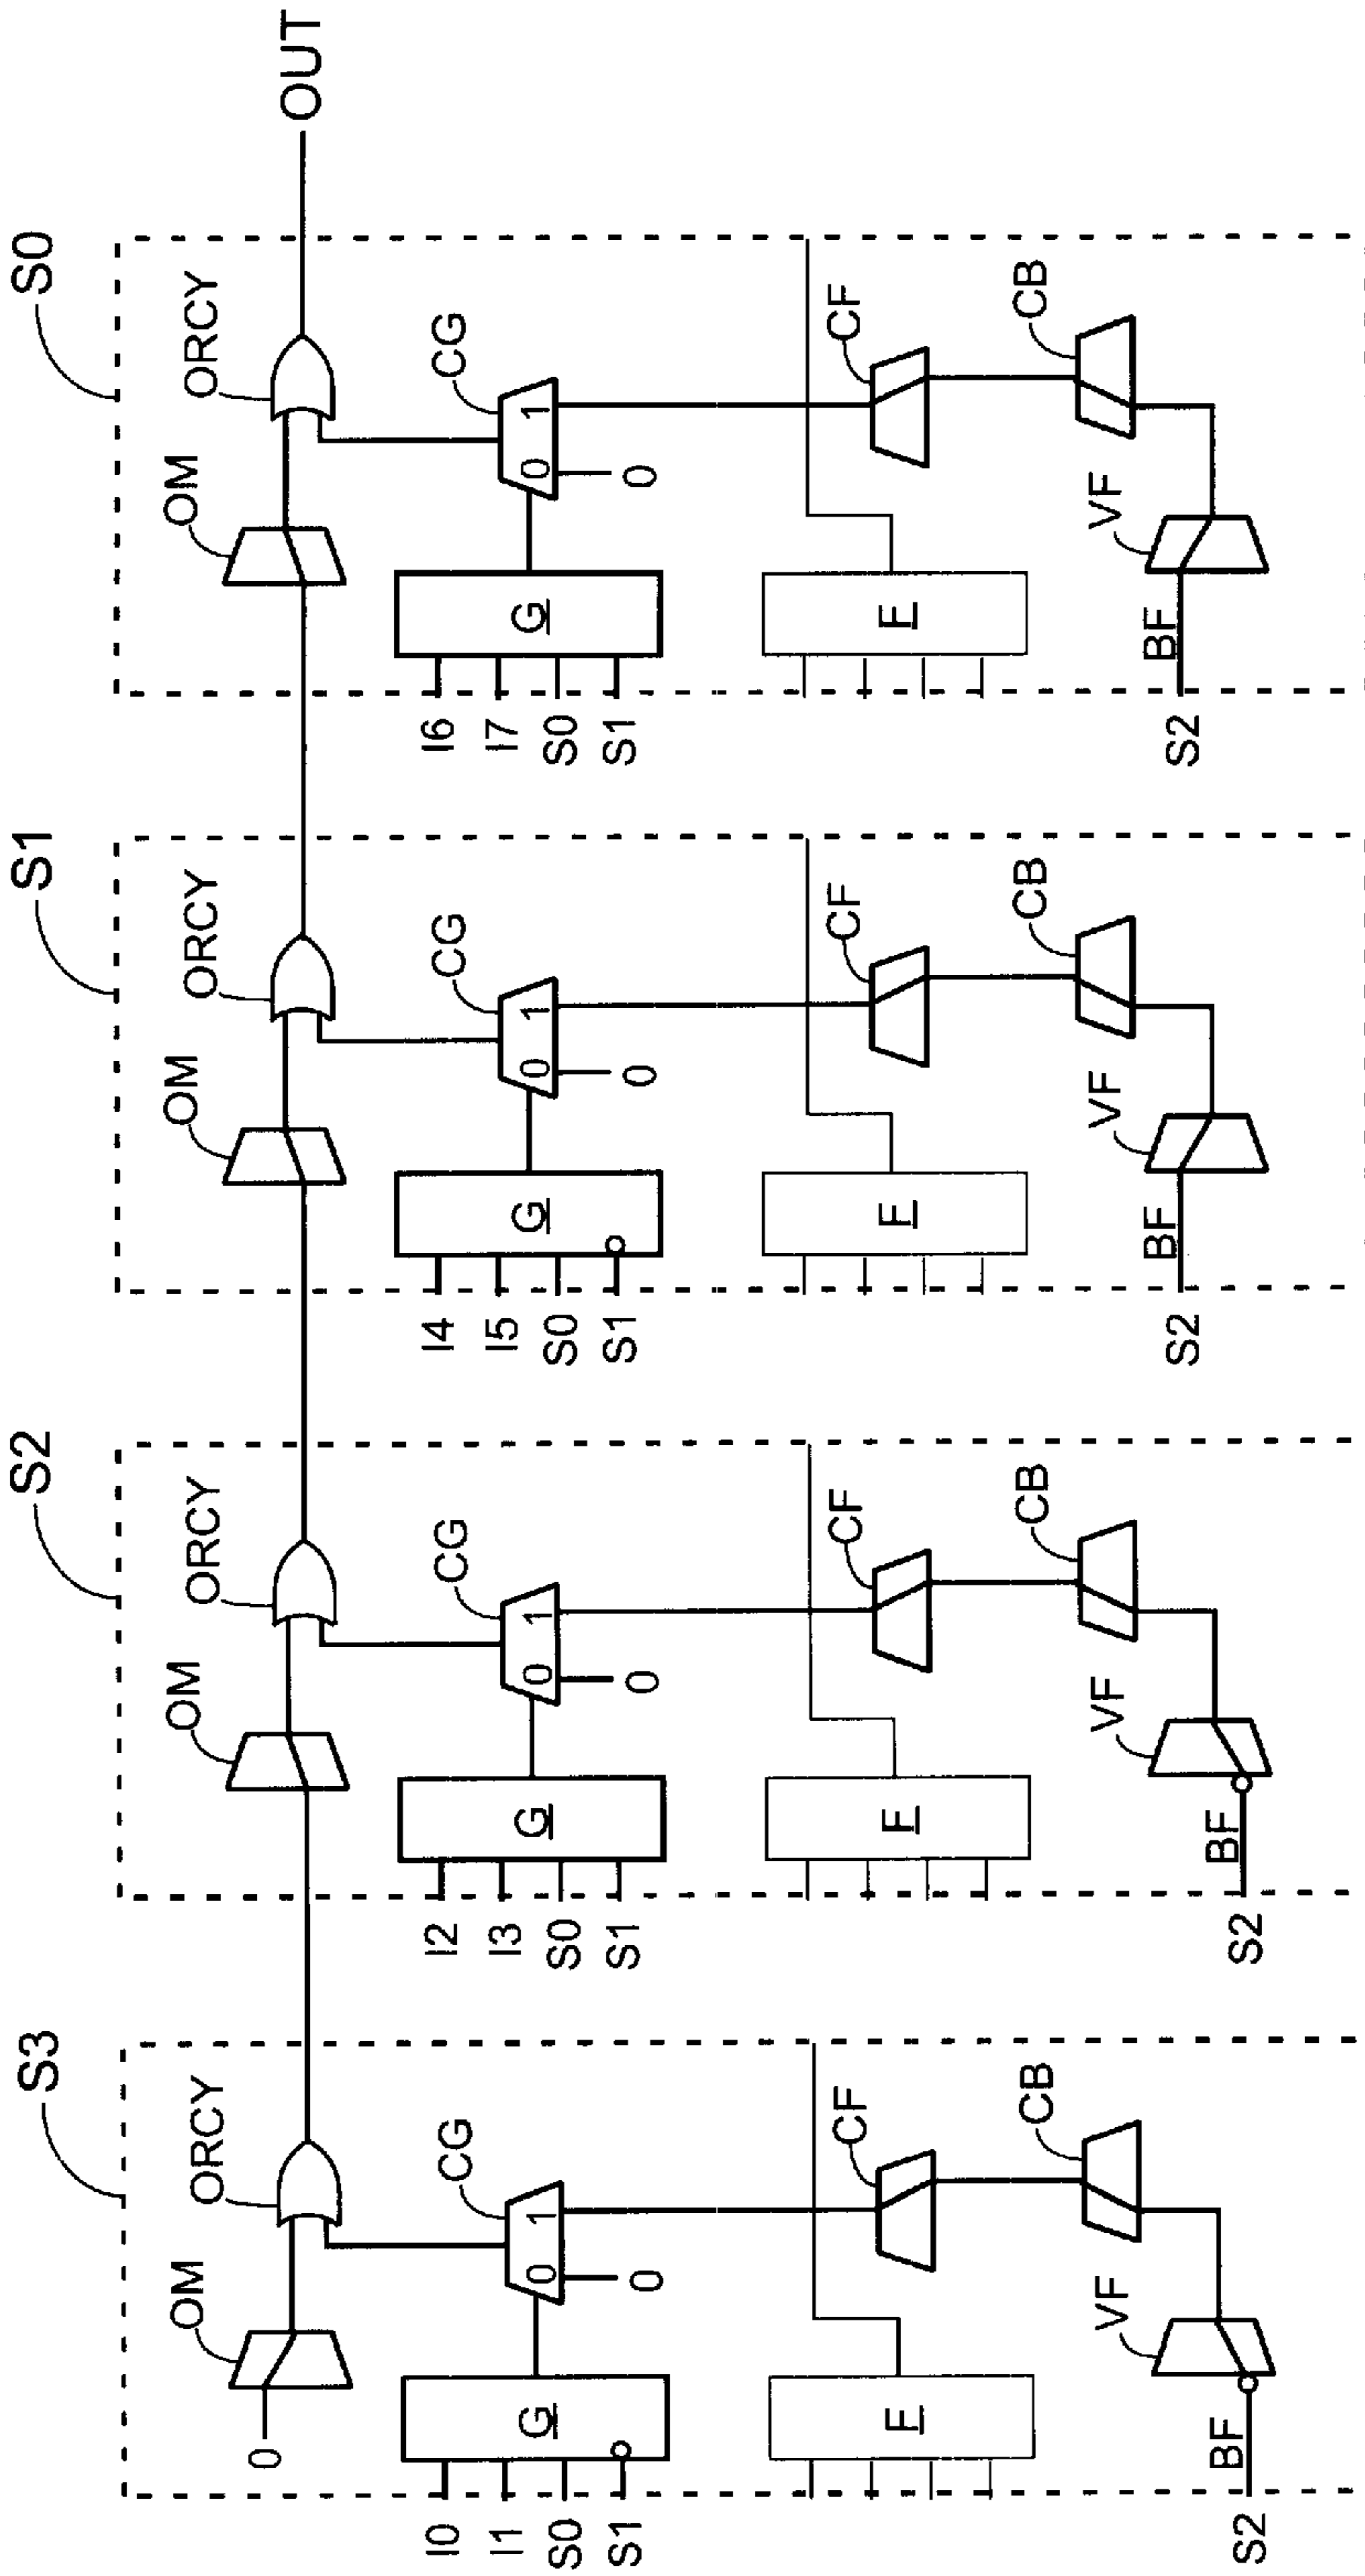 S3
OM
ORCY
0
CG
0 1
0
G
I0
I1
S0
S1
CF
F
CB
VF
BF
S2
S2
OM
ORCY
CG
0 1
0
G
I2
I3
S0
S1
CF
F
CB
VF
BF
S2
S1
OM
ORCY
CG
0 1
0
G
I4
I5
S0
S1
CF
F
CB
VF
BF
S2
S0
OM
ORCY
OUT
CG
0 1
0
G
I6
I7
S0
S1
CF
F
CB
VF
BF
S2